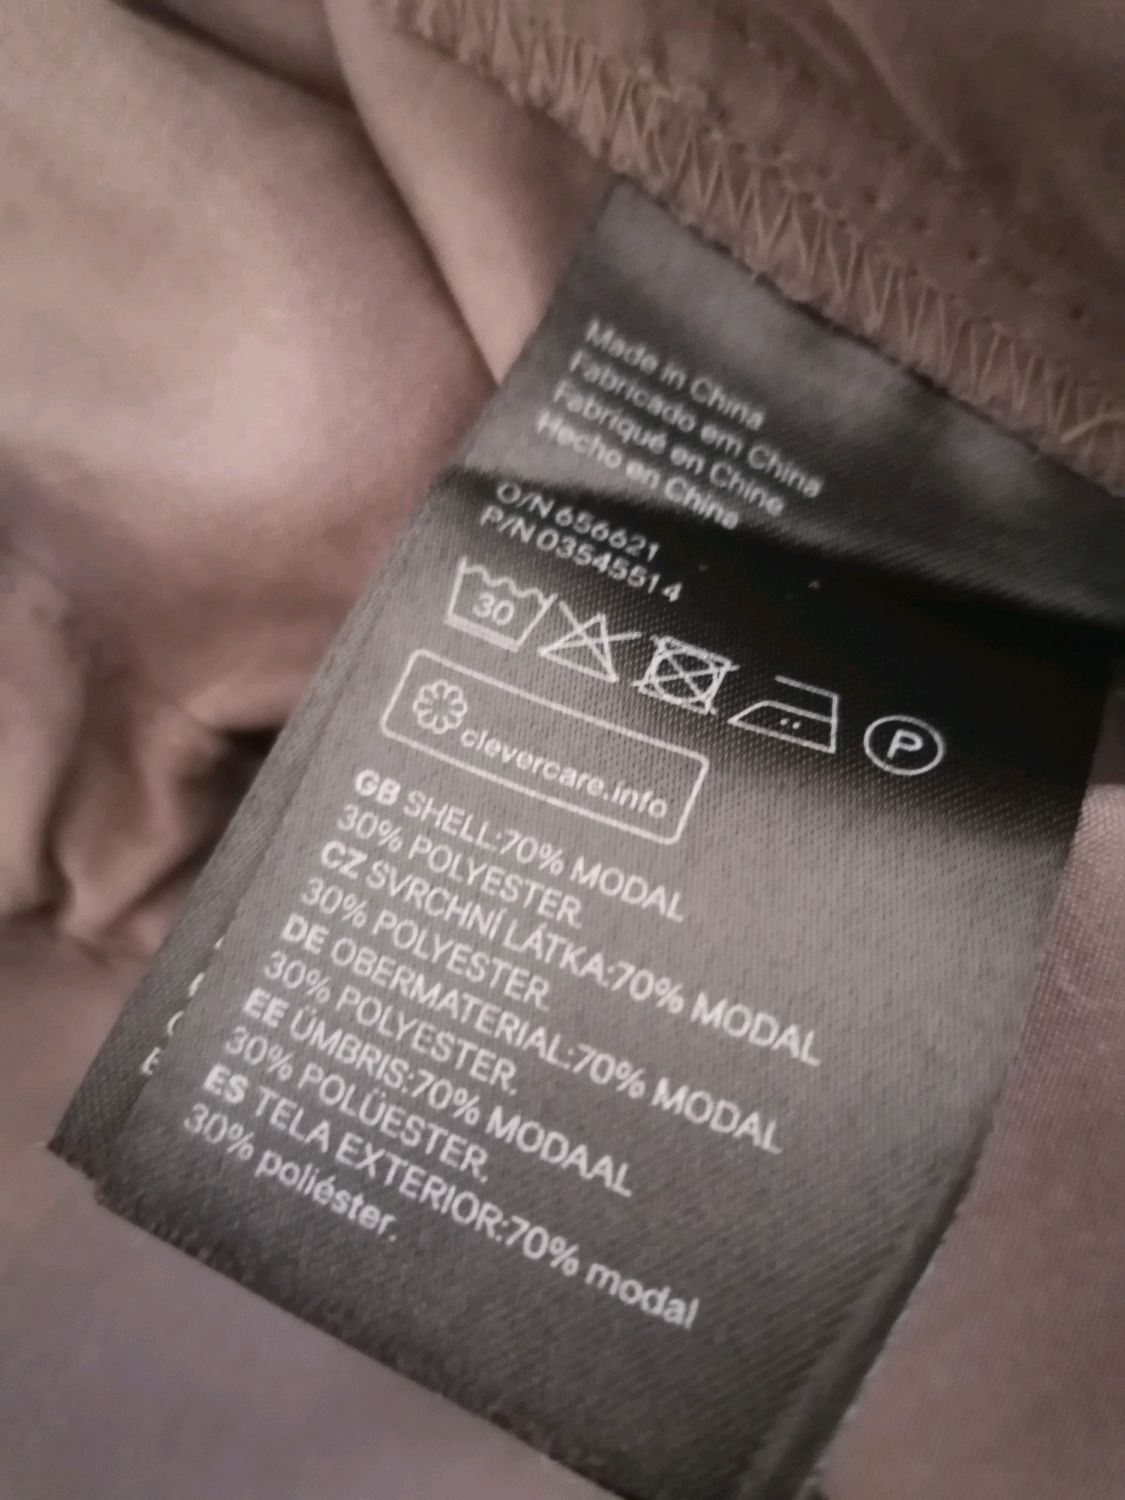 Made in China
Fabricado em China
Fabriqué en Chine
Hecho en China
O/N 656621
P/N 03545514
30
P
clevercare.info
GB SHELL:70% MODAL
30% POLYESTER.
CZ SVRCHNÍ LÁTKA:70% MODAL
30% POLYESTER.
DE OBERMATERIAL:70% MODAL
30% POLYESTER.
EE ÜMBRIS:70% MODAAL
30% POLÜESTER.
ES TELA EXTERIOR:70% modal
30% poliéster.